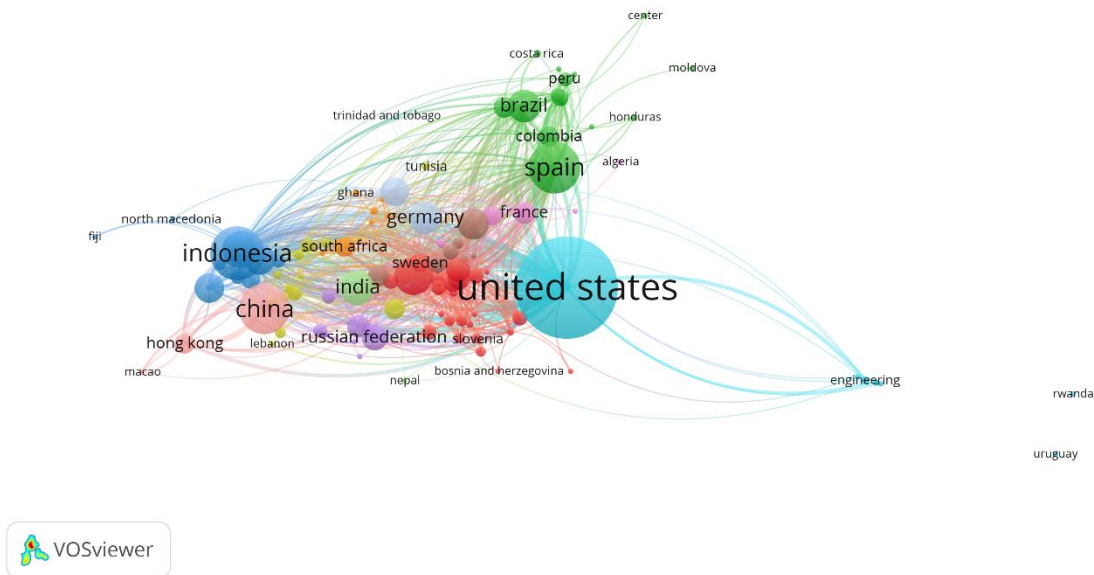 center
costa rica
moldova
peru
brazil
trinidad and tobago
honduras
colombia
algeria
tunisia
spain
ghana
germany
france
north macedonia
fiji
south africa
indonesia
sweden
india
united states
china
russian federation
slovenia
hong kong
lebanon
macao
bosnia and herzegovina
nepal
engineering
rwanda
uruguay
VOSviewer